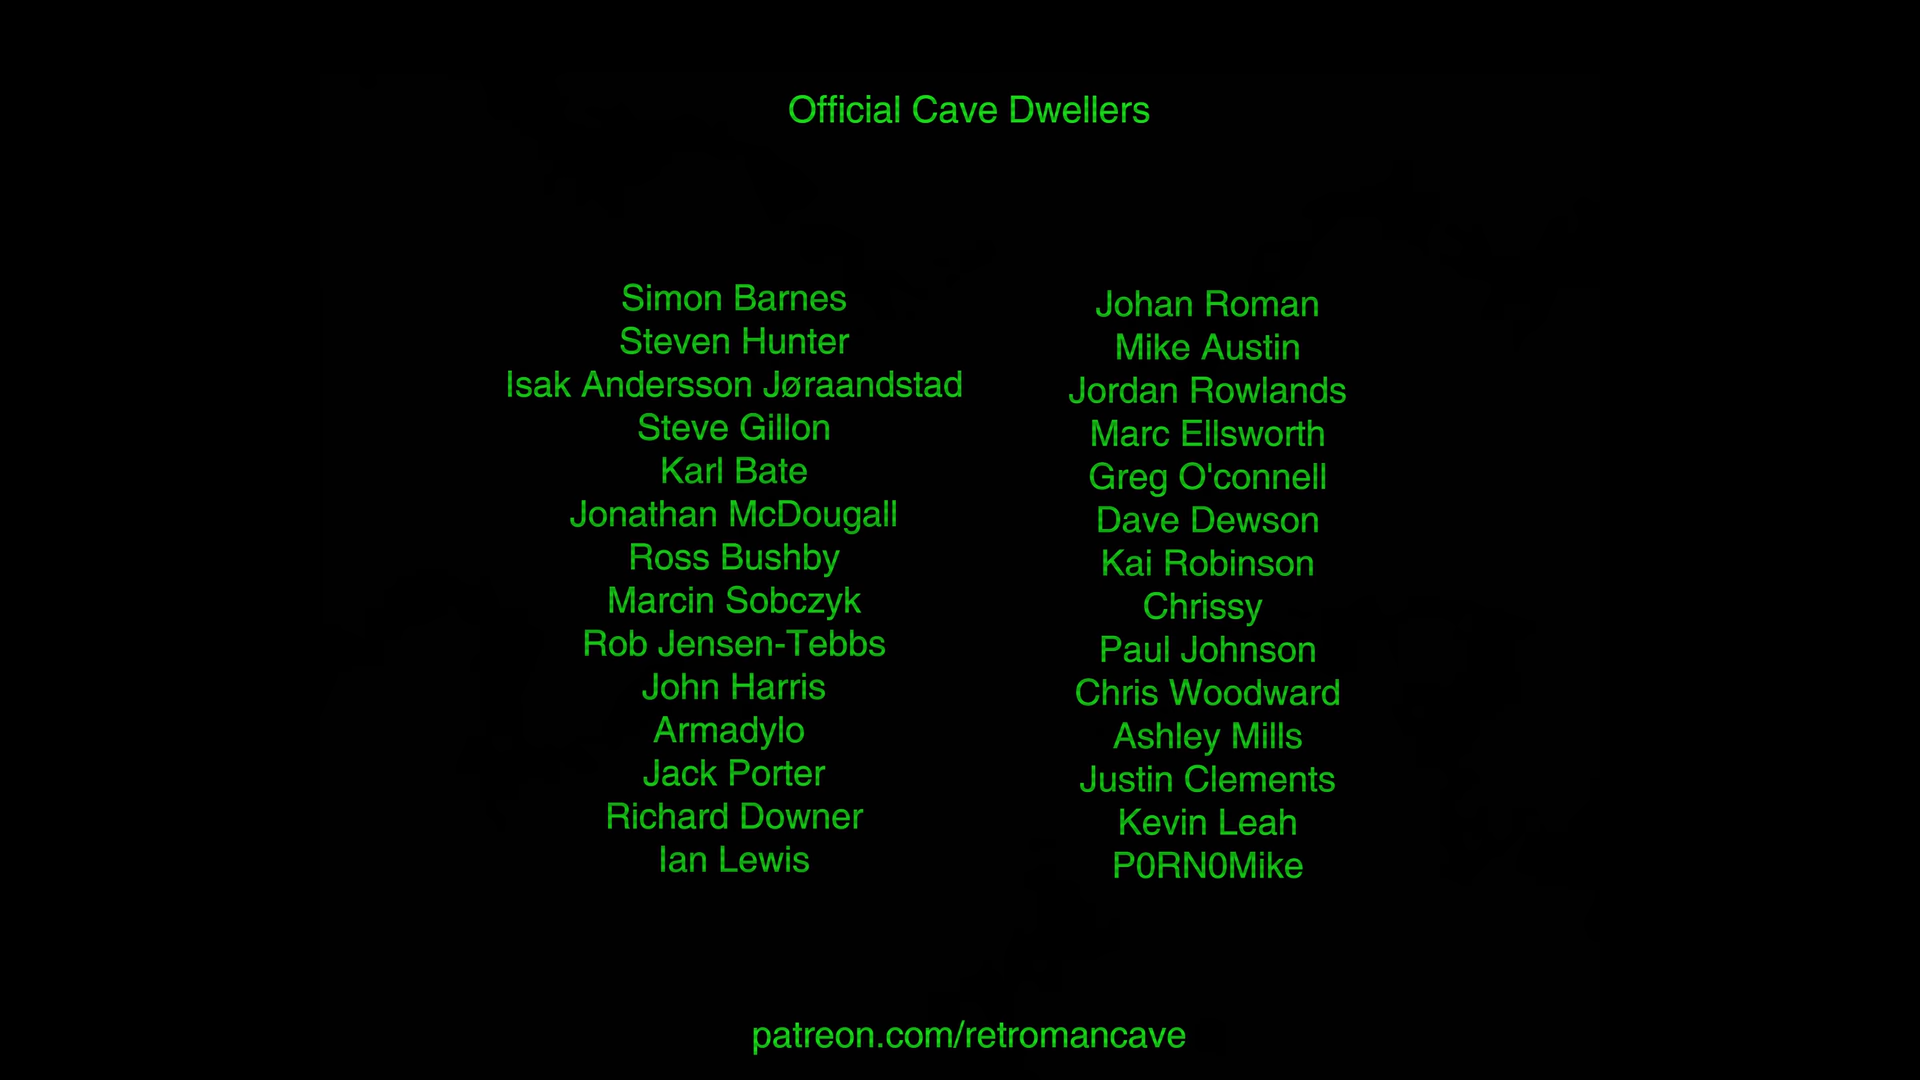 Official Cave Dwellers
Simon Barnes
Steven Hunter
Isak Andersson Jøraandstad
Steve Gillon
Karl Bate
Jonathan McDougall
Ross Bushby
Marcin Sobczyk
Rob Jensen-Tebbs
John Harris
Armadylo
Jack Porter
Richard Downer
Ian Lewis
Johan Roman
Mike Austin
Jordan Rowlands
Marc Ellsworth
Greg O'connell
Dave Dewson
Kai Robinson
Chrissy
Paul Johnson
Chris Woodward
Ashley Mills
Justin Clements
Kevin Leah
P0RN0Mike
patreon.com/retromancave